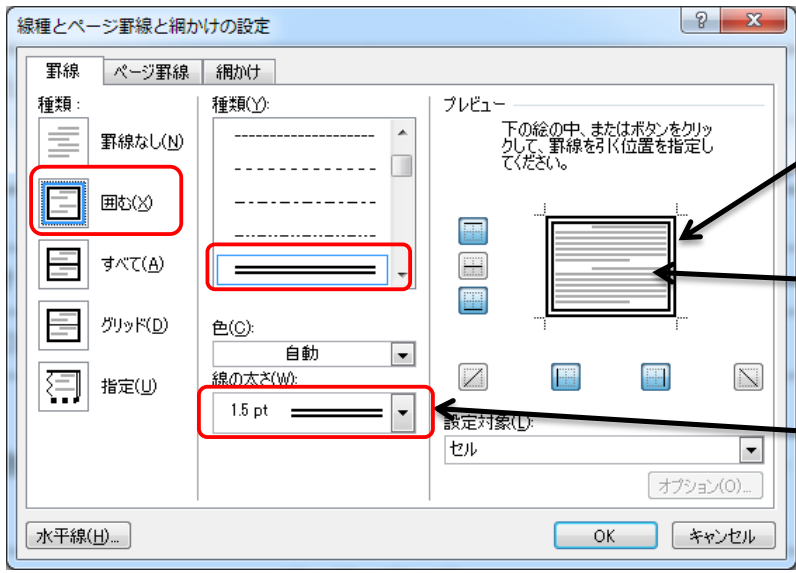 線種とページ罫線と網かけの設定
罫線 ページ罫線 網かけ
種類:
罫線なし(N)
囲む(X)
すべて(A)
グリッド(D)
指定(U)
種類(Y):
色(C):
自動
線の太さ(W):
1.5 pt
プレビュー
下の絵の中、またはボタンをクリッ
クして、罫線を引く位置を指定し
てください。
設定対象(L):
セル
オプション(O)...
水平線(H)...
OK
キャンセル